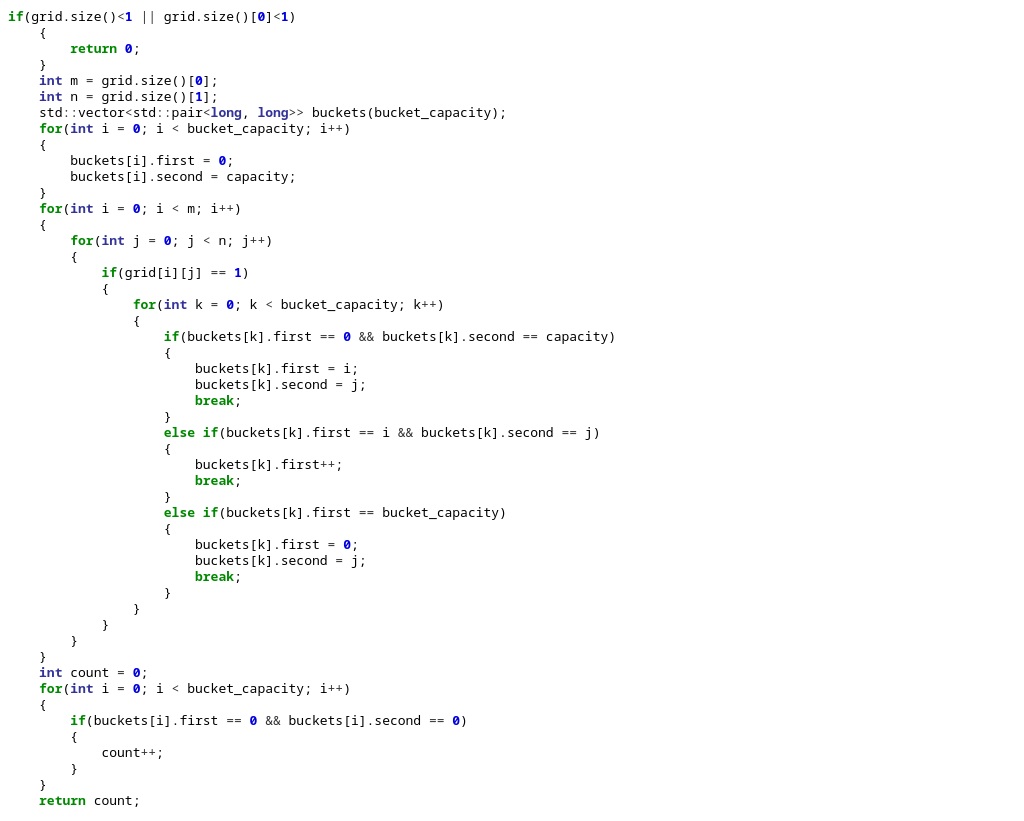 if(grid.size()<1 || grid.size()[0]<1)
    {
        return 0;
    }
    int m = grid.size()[0];
    int n = grid.size()[1];
    std::vector<std::pair<long, long>> buckets(bucket_capacity);
    for(int i = 0; i < bucket_capacity; i++)
    {
        buckets[i].first = 0;
        buckets[i].second = capacity;
    }
    for(int i = 0; i < m; i++)
    {
        for(int j = 0; j < n; j++)
        {
            if(grid[i][j] == 1)
            {
                for(int k = 0; k < bucket_capacity; k++)
                {
                    if(buckets[k].first == 0 && buckets[k].second == capacity)
                    {
                        buckets[k].first = i;
                        buckets[k].second = j;
                        break;
                    }
                    else if(buckets[k].first == i && buckets[k].second == j)
                    {
                        buckets[k].first++;
                        break;
                    }
                    else if(buckets[k].first == bucket_capacity)
                    {
                        buckets[k].first = 0;
                        buckets[k].second = j;
                        break;
                    }
                }
            }
        }
    }
    int count = 0;
    for(int i = 0; i < bucket_capacity; i++)
    {
        if(buckets[i].first == 0 && buckets[i].second == 0)
        {
            count++;
        }
    }
    return count;